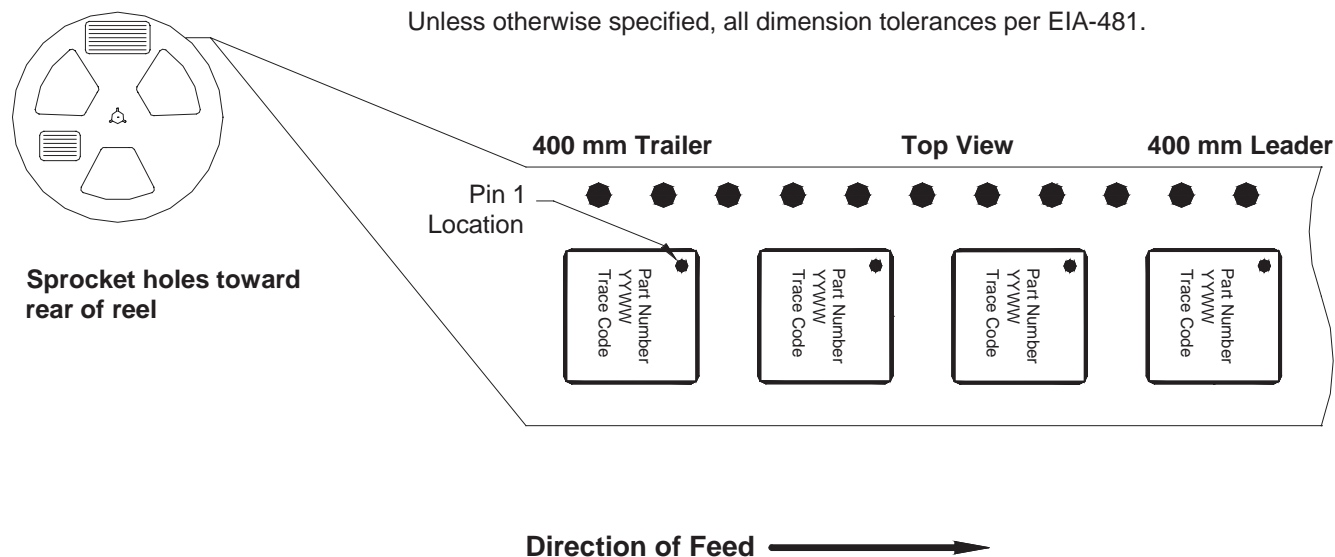 Unless otherwise specified, all dimension tolerances per EIA-481.
400 mm Trailer
Top View
400 mm Leader
Pin 1
Location
Sprocket holes toward
rear of reel
Part Number
YYWW
Trace Code
Part Number
YYWW
Trace Code
Part Number
YYWW
Trace Code
Part Number
YYWW
Trace Code
Direction of Feed